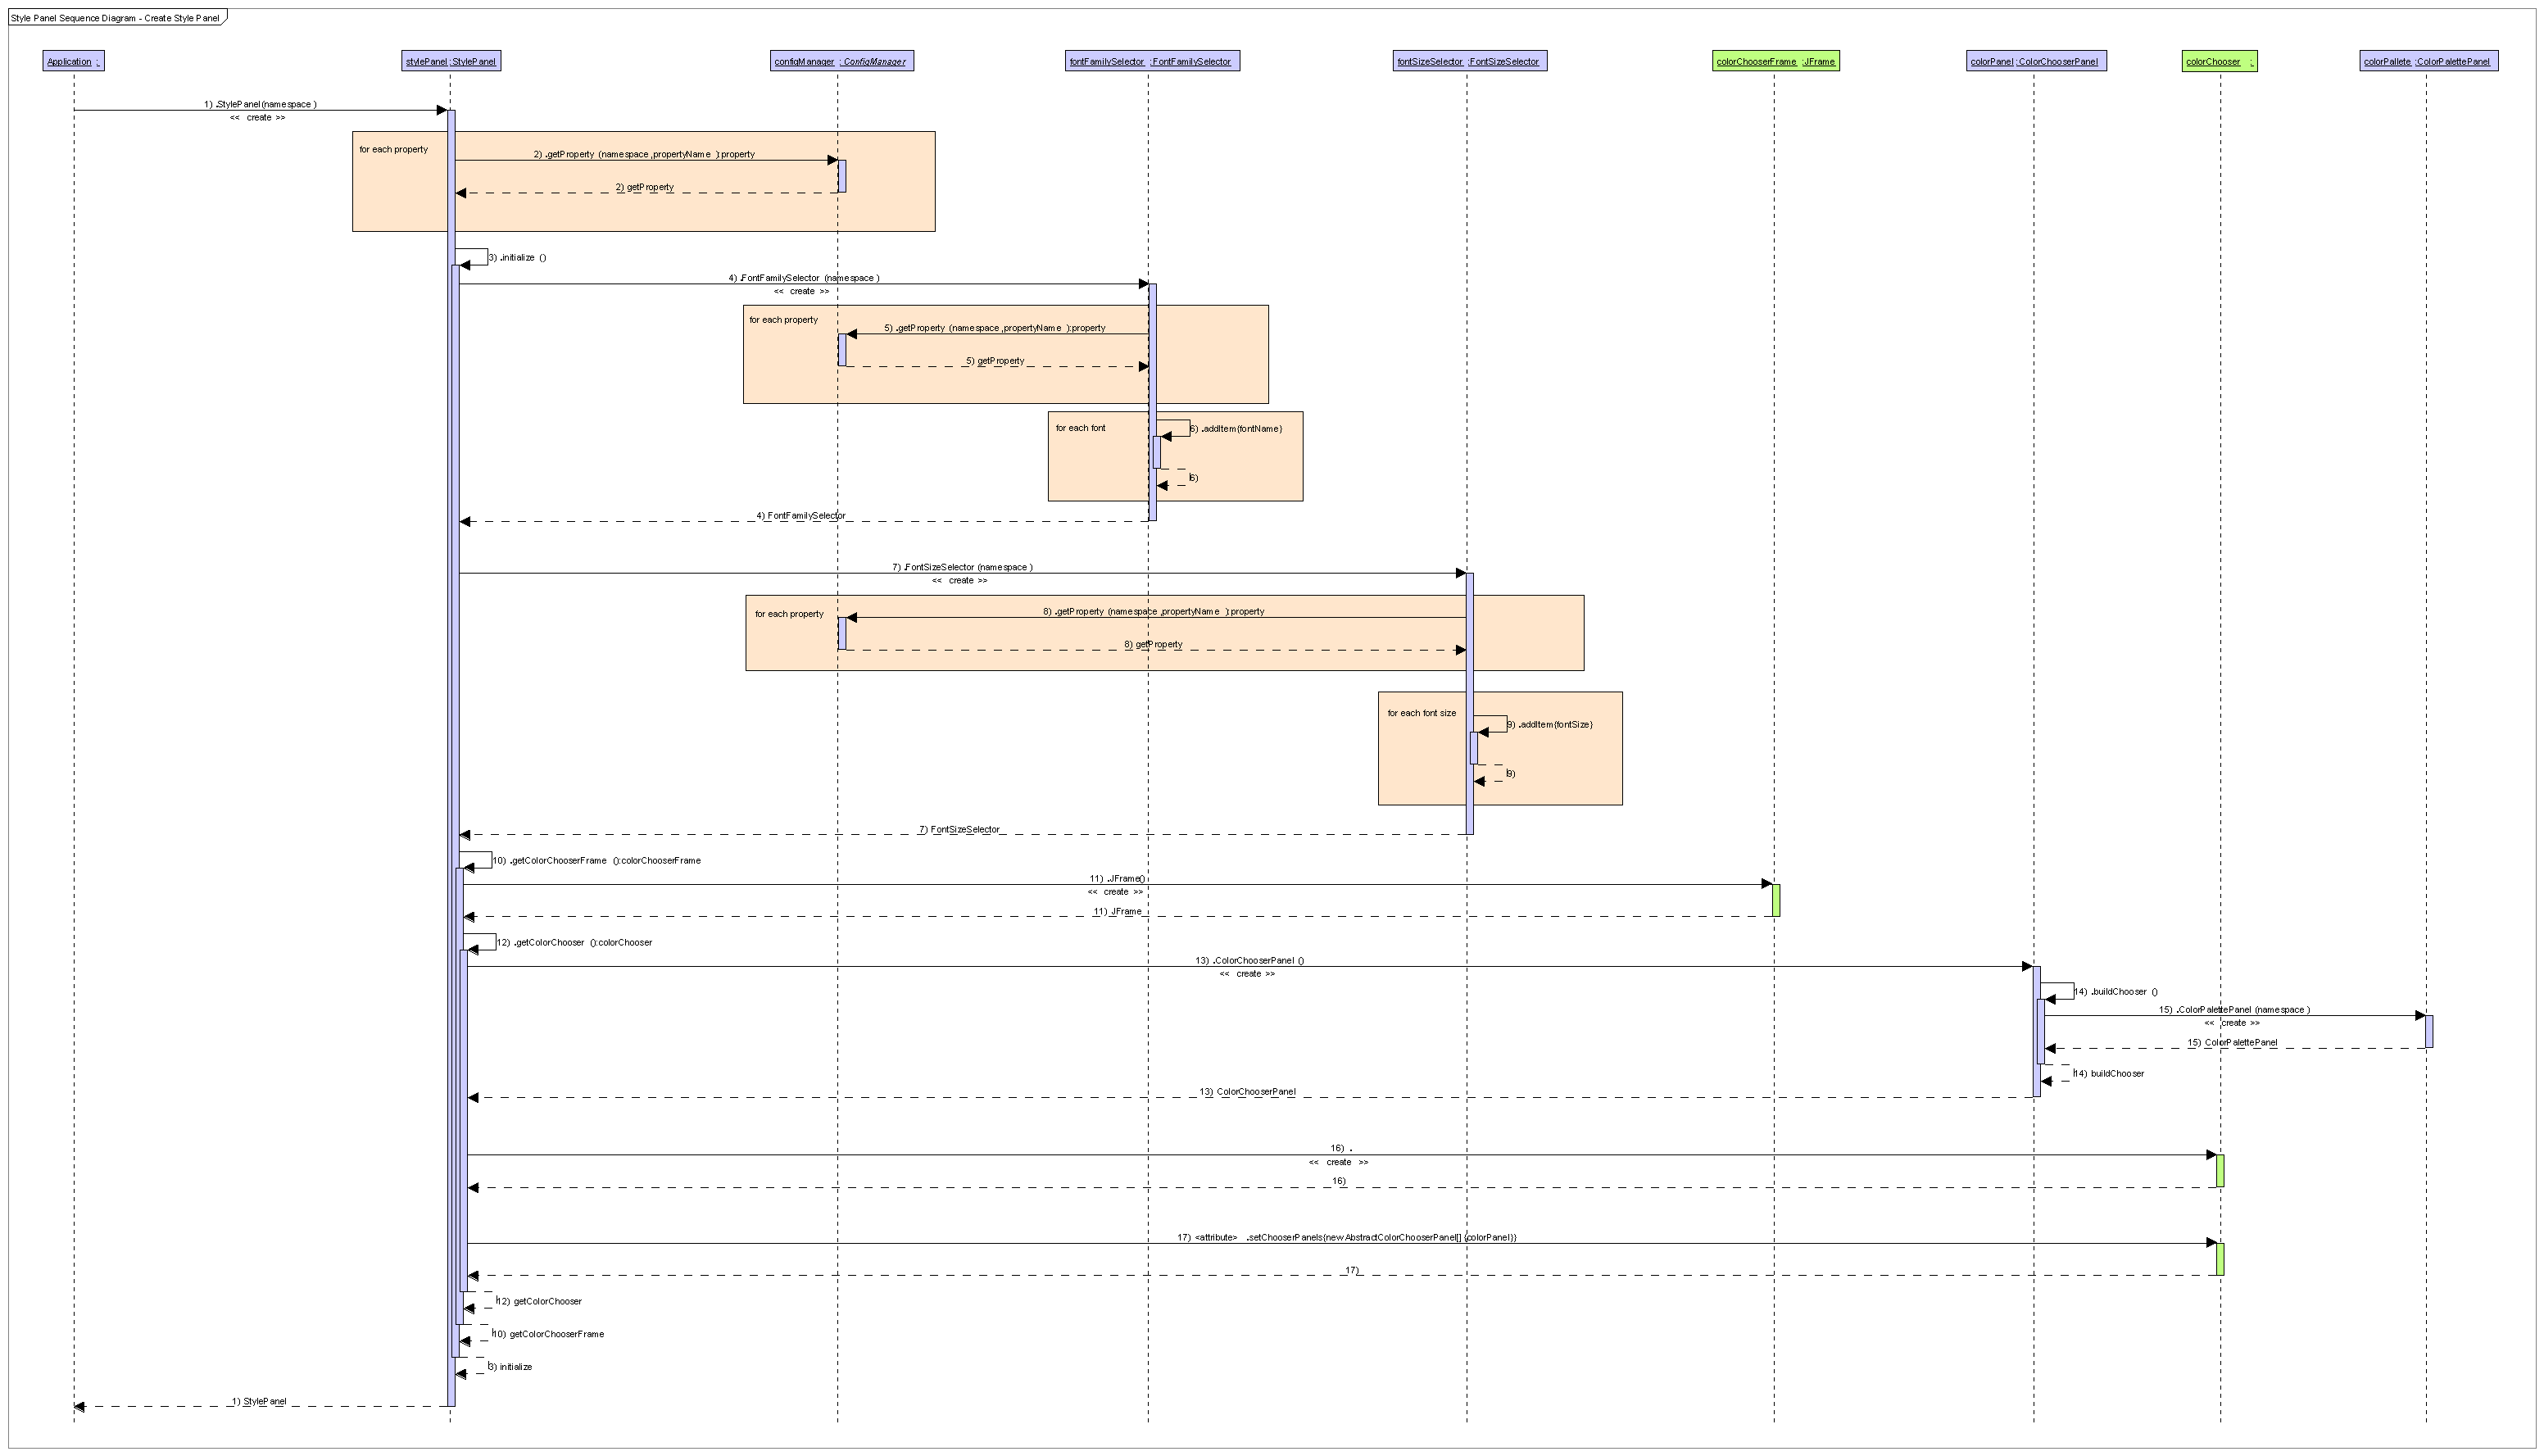 Style Panel Sequence Diagram - Create Style Panel
Application :
stylePanel :StylePanel
configManager :ConfigManager
fontFamilySelector :FontFamilySelector
fontSizeSelector :FontSizeSelector
colorChooserFrame :JFrame
colorPanel :ColorChooserPanel
colorChooser :
colorPallete :ColorPalettePanel
1) .StylePanel(namespace )
<< create >>
for each property
2) .getProperty (namespace ,propertyName ):property
2) getProperty
3) .initialize ()
4) .FontFamilySelector (namespace )
<< create >>
for each property
5) .getProperty (namespace ,propertyName ):property
5) getProperty
for each font
6) .addItem{fontName}
6)
4) FontFamilySelector
7) .FontSizeSelector (namespace )
<< create >>
for each property
8) .getProperty (namespace ,propertyName ):property
8) getProperty
for each font size
9) .addItem{fontSize}
9)
7) FontSizeSelector
10) .getColorChooserFrame ():colorChooserFrame
11) .JFrame()
<< create >>
11) JFrame
12) .getColorChooser ():colorChooser
13) .ColorChooserPanel ()
<< create >>
14) .buildChooser ()
15) .ColorPalettePanel (namespace )
<< create >>
15) ColorPalettePanel
14) buildChooser
13) ColorChooserPanel
16) .
<< create >>
16)
17) <attribute> .setChooserPanels{new AbstractColorChooserPanel[] {colorPanel}}
17)
12) getColorChooser
10) getColorChooserFrame
3) initialize
1) StylePanel